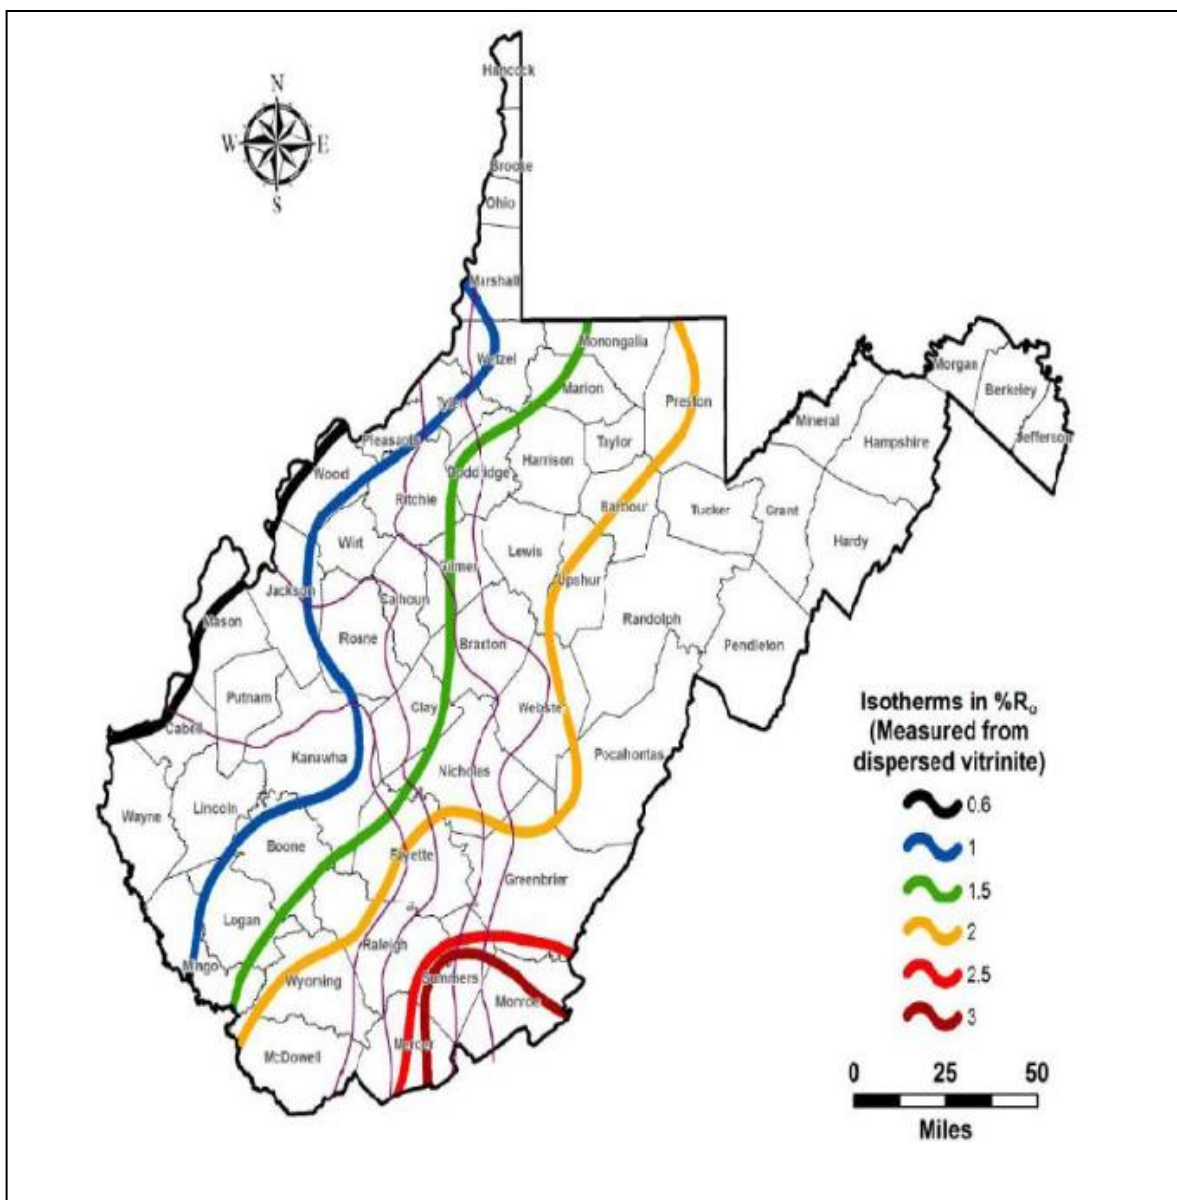 Hancock
N
W E
S
Brooke
Ohio
Marshall
Monongalia
Wetzel
Morgan
Berkeley
Marion
Preston
Tyler
Mineral
Jefferson
Pleasants
Taylor
Hampshire
Wood
Harrison
Doddridge
Ritchie
Barbour
Tucker
Grant
Wirt
Hardy
Lewis
Gilmer
Upshur
Jackson
Calhoun
Mason
Randolph
Roane
Braxton
Pendleton
Putnam
Clay
Webste
Cabell
Kanawha
Pocahontas
Nicholas
Wayne
Lincoln
Boone
Fayette
Greenbrier
Logan
Raleigh
Mingo
Summers
Wyoming
Monroe
Mercer
McDowell
Isotherms in %Ro
(Measured from
dispersed vitrinite)
0.6
1
1.5
2
2.5
3
0 25 50
Miles